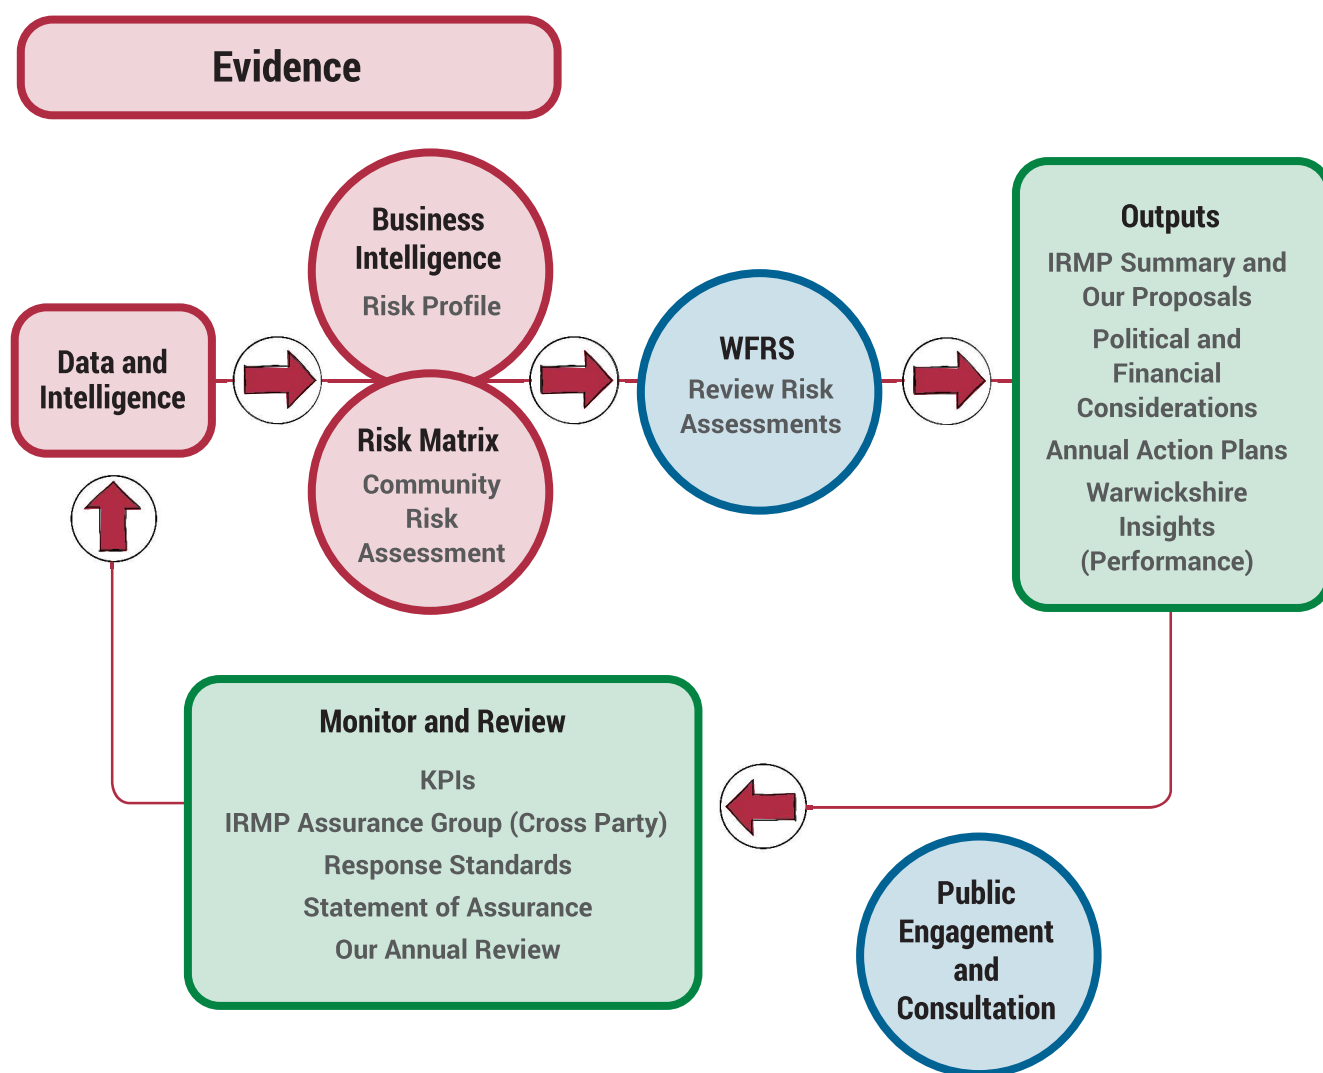 Evidence
Data and
Intelligence
Business
Intelligence
Risk Profile
Risk Matrix
Community
Risk
Assessment
WFRS
Review Risk
Assessments
Outputs
IRMP Summary and
Our Proposals
Political and
Financial
Considerations
Annual Action Plans
Warwickshire
Insights
(Performance)
Monitor and Review
KPIs
IRMP Assurance Group (Cross Party)
Response Standards
Statement of Assurance
Our Annual Review
Public
Engagement
and
Consultation